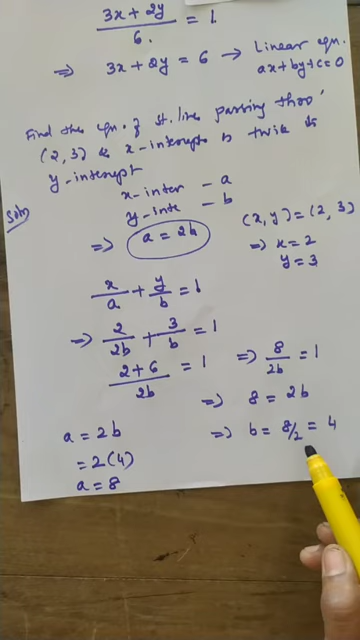 3x + 2y / 6. = 1
⇒ 3x + 2y = 6 → Linear eqn.
ax + by + c = 0
Find the eqn. of st. line passing thro'
(2, 3) & x-intercept is twice its
y-intercept
Soln
x-inter – a
y-inte – b
⇒ a = 2b
(x, y) = (2, 3)
⇒ x = 2
y = 3
x/a + y/b = 1
⇒ 2/2b + 3/b = 1
2+6 / 2b = 1
⇒ 8/2b = 1
⇒ 8 = 2b
⇒ b = 8/2 = 4
a = 2b
= 2(4)
a = 8